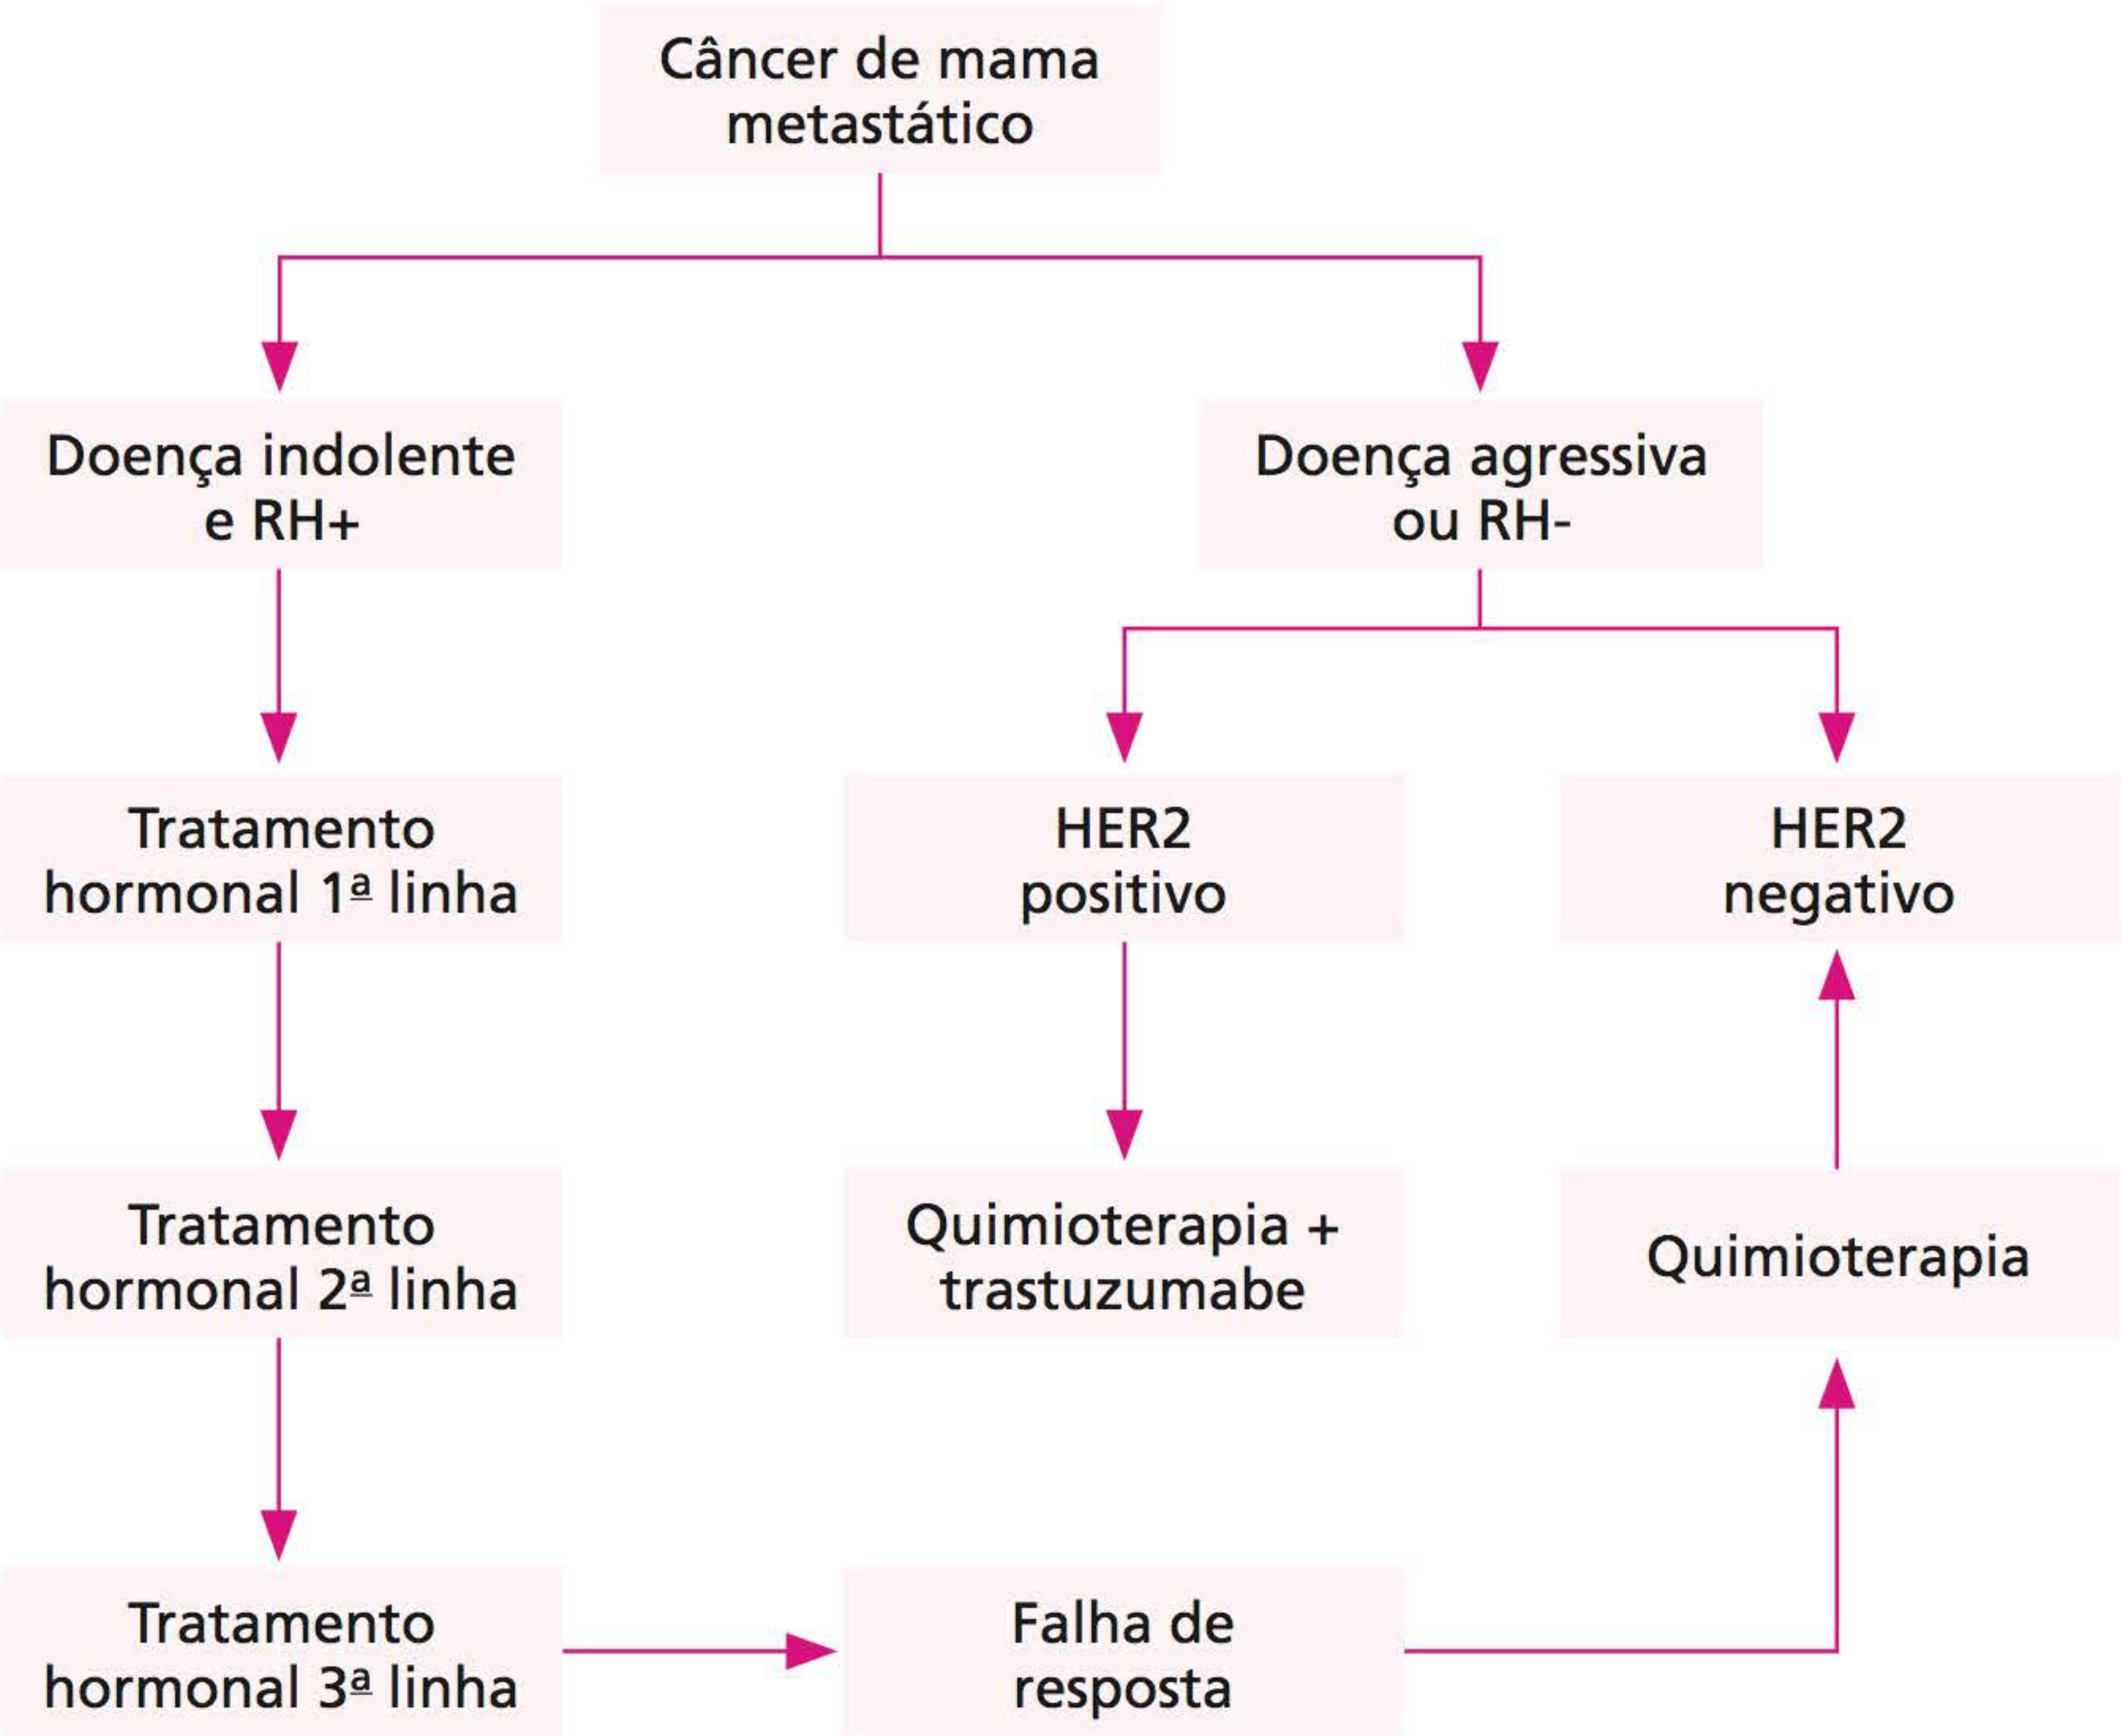 Câncer de mama
metastático
Doença indolente
e RH+
Doença agressiva
ou RH-
Tratamento
hormonal 1ª linha
HER2
positivo
HER2
negativo
Tratamento
hormonal 2ª linha
Quimioterapia +
trastuzumabe
Quimioterapia
Tratamento
hormonal 3ª linha
Falha de
resposta